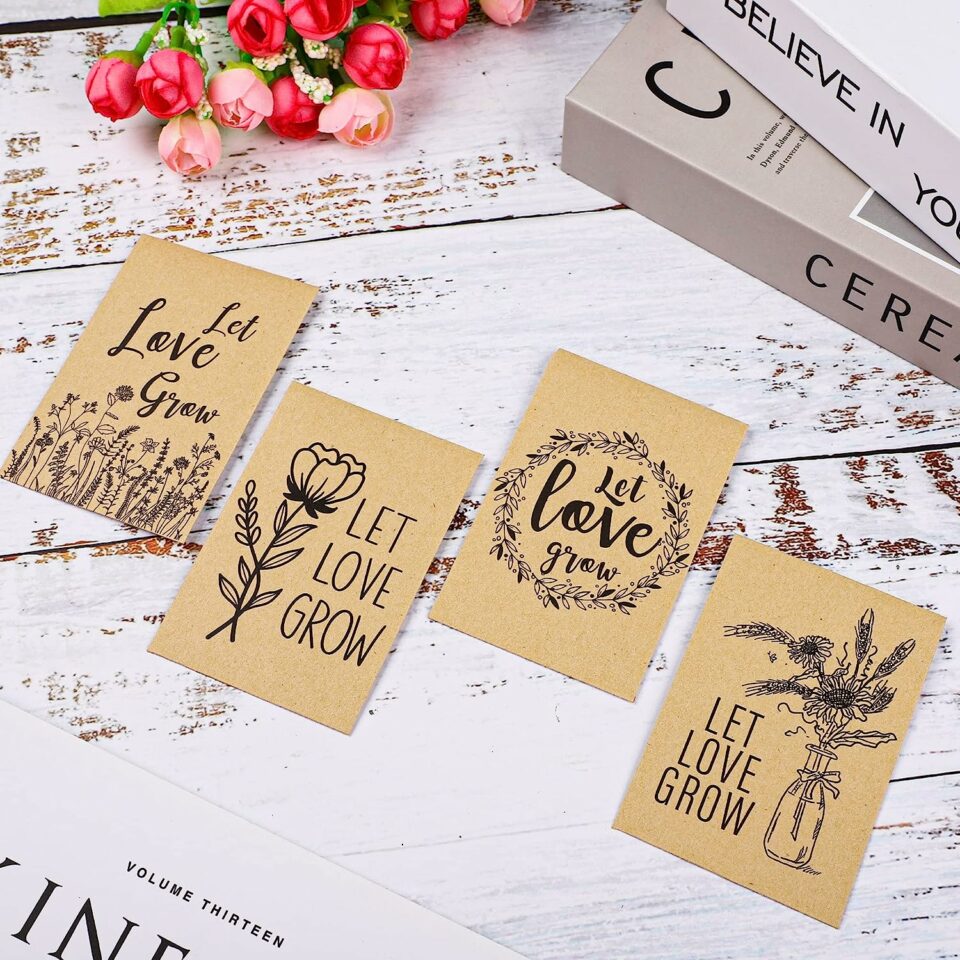 BELIEVE IN
YOU
C
In this volume, w
Dyson, Edmund
and traverse the
CEREA
Let
Love
Grow
LET
LOVE
GROW
Let
love
grow
LET
LOVE
GROW
VOLUME THIRTEEN
INF